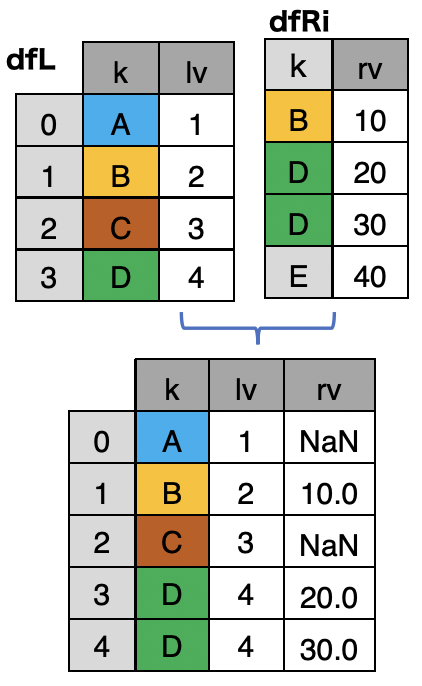 dfL
k lv
0 A 1
1 B 2
2 C 3
3 D 4
dfRi
k rv
B 10
D 20
D 30
E 40
k lv rv
0 A 1 NaN
1 B 2 10.0
2 C 3 NaN
3 D 4 20.0
4 D 4 30.0